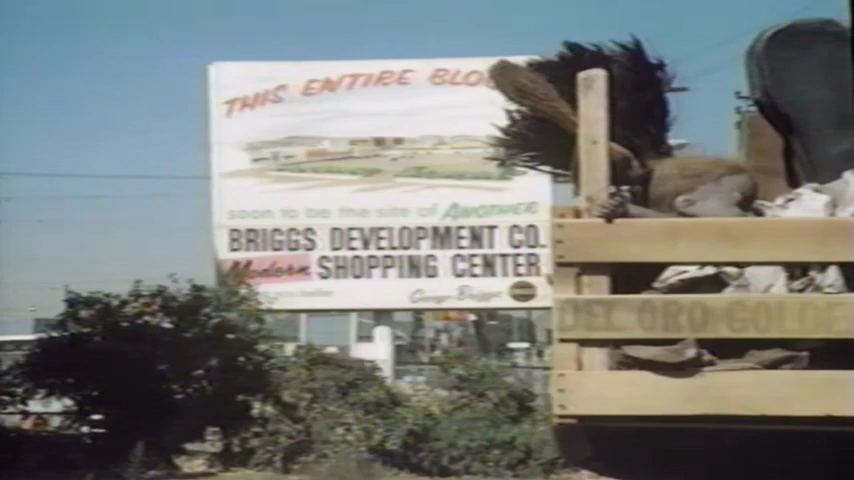 THIS ENTIRE BLO
soon to be the site of ANOTHER
BRIGGS DEVELOPMENT CO.
Modern SHOPPING CENTER
George Briggs
DEL ORO GOLDE